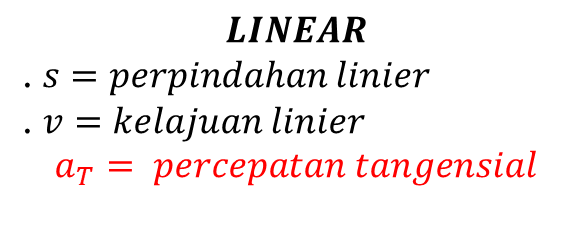 LINEAR
. s = perpindahan linier
. v = kelajuan linier
a_T = percepatan tangensial